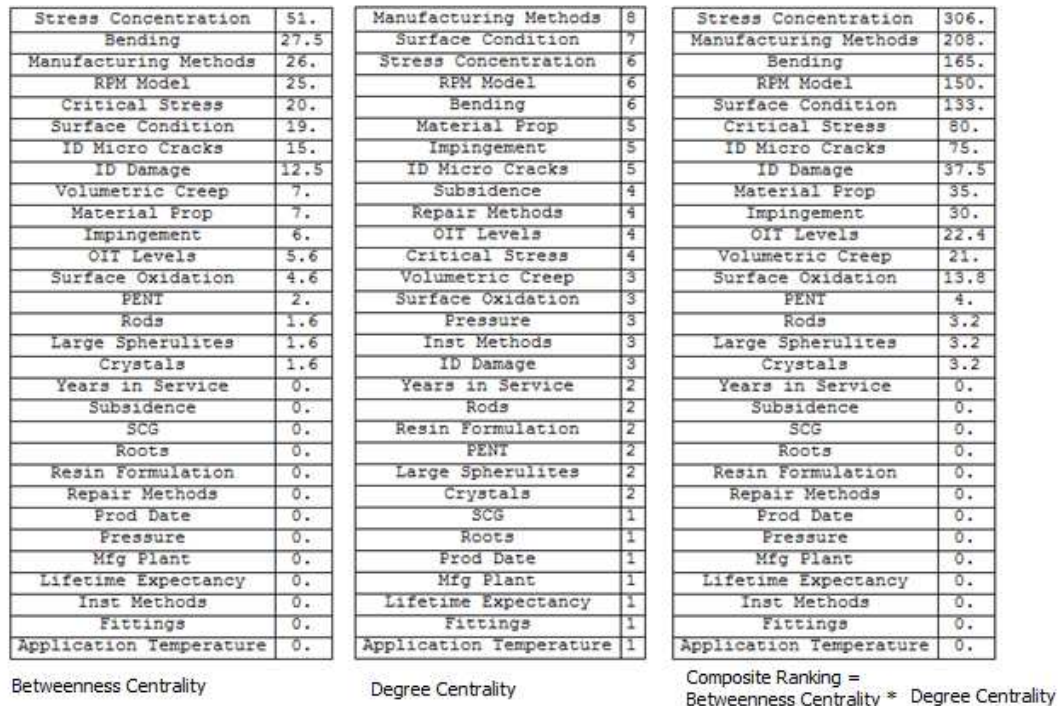 Stress Concentration 51.
Bending 27.5
Manufacturing Methods 26.
RPM Model 25.
Critical Stress 20.
Surface Condition 19.
ID Micro Cracks 15.
ID Damage 12.5
Volumetric Creep 7.
Material Prop 7.
Impingement 6.
OIT Levels 5.6
Surface Oxidation 4.6
PENT 2.
Rods 1.6
Large Spherulites 1.6
Crystals 1.6
Years in Service 0.
Subsidence 0.
SCG 0.
Roots 0.
Resin Formulation 0.
Repair Methods 0.
Prod Date 0.
Pressure 0.
Mfg Plant 0.
Lifetime Expectancy 0.
Inst Methods 0.
Fittings 0.
Application Temperature 0.
Betweenness Centrality
Manufacturing Methods 8
Surface Condition 7
Stress Concentration 6
RPM Model 6
Bending 6
Material Prop 5
Impingement 5
ID Micro Cracks 5
Subsidence 4
Repair Methods 4
OIT Levels 4
Critical Stress 4
Volumetric Creep 3
Surface Oxidation 3
Pressure 3
Inst Methods 3
ID Damage 3
Years in Service 2
Rods 2
Resin Formulation 2
PENT 2
Large Spherulites 2
Crystals 2
SCG 1
Roots 1
Prod Date 1
Mfg Plant 1
Lifetime Expectancy 1
Fittings 1
Application Temperature 1
Degree Centrality
Stress Concentration 306.
Manufacturing Methods 208.
Bending 165.
RPM Model 150.
Surface Condition 133.
Critical Stress 80.
ID Micro Cracks 75.
ID Damage 37.5
Material Prop 35.
Impingement 30.
OIT Levels 22.4
Volumetric Creep 21.
Surface Oxidation 13.8
PENT 4.
Rods 3.2
Large Spherulites 3.2
Crystals 3.2
Years in Service 0.
Subsidence 0.
SCG 0.
Roots 0.
Resin Formulation 0.
Repair Methods 0.
Prod Date 0.
Pressure 0.
Mfg Plant 0.
Lifetime Expectancy 0.
Inst Methods 0.
Fittings 0.
Application Temperature 0.
Composite Ranking =
Betweenness Centrality * Degree Centrality